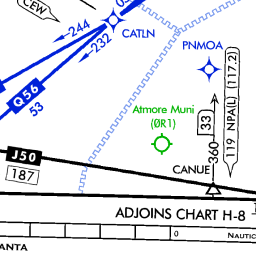 CEW
CATLN
244
232
PNMOA
Q56
53
Atmore Muni
(0R1)
33
119 NPA(L) (117.2)
360
J50
187
CANUE
ADJOINS CHART H-8
0
NAUTIC
ANTA